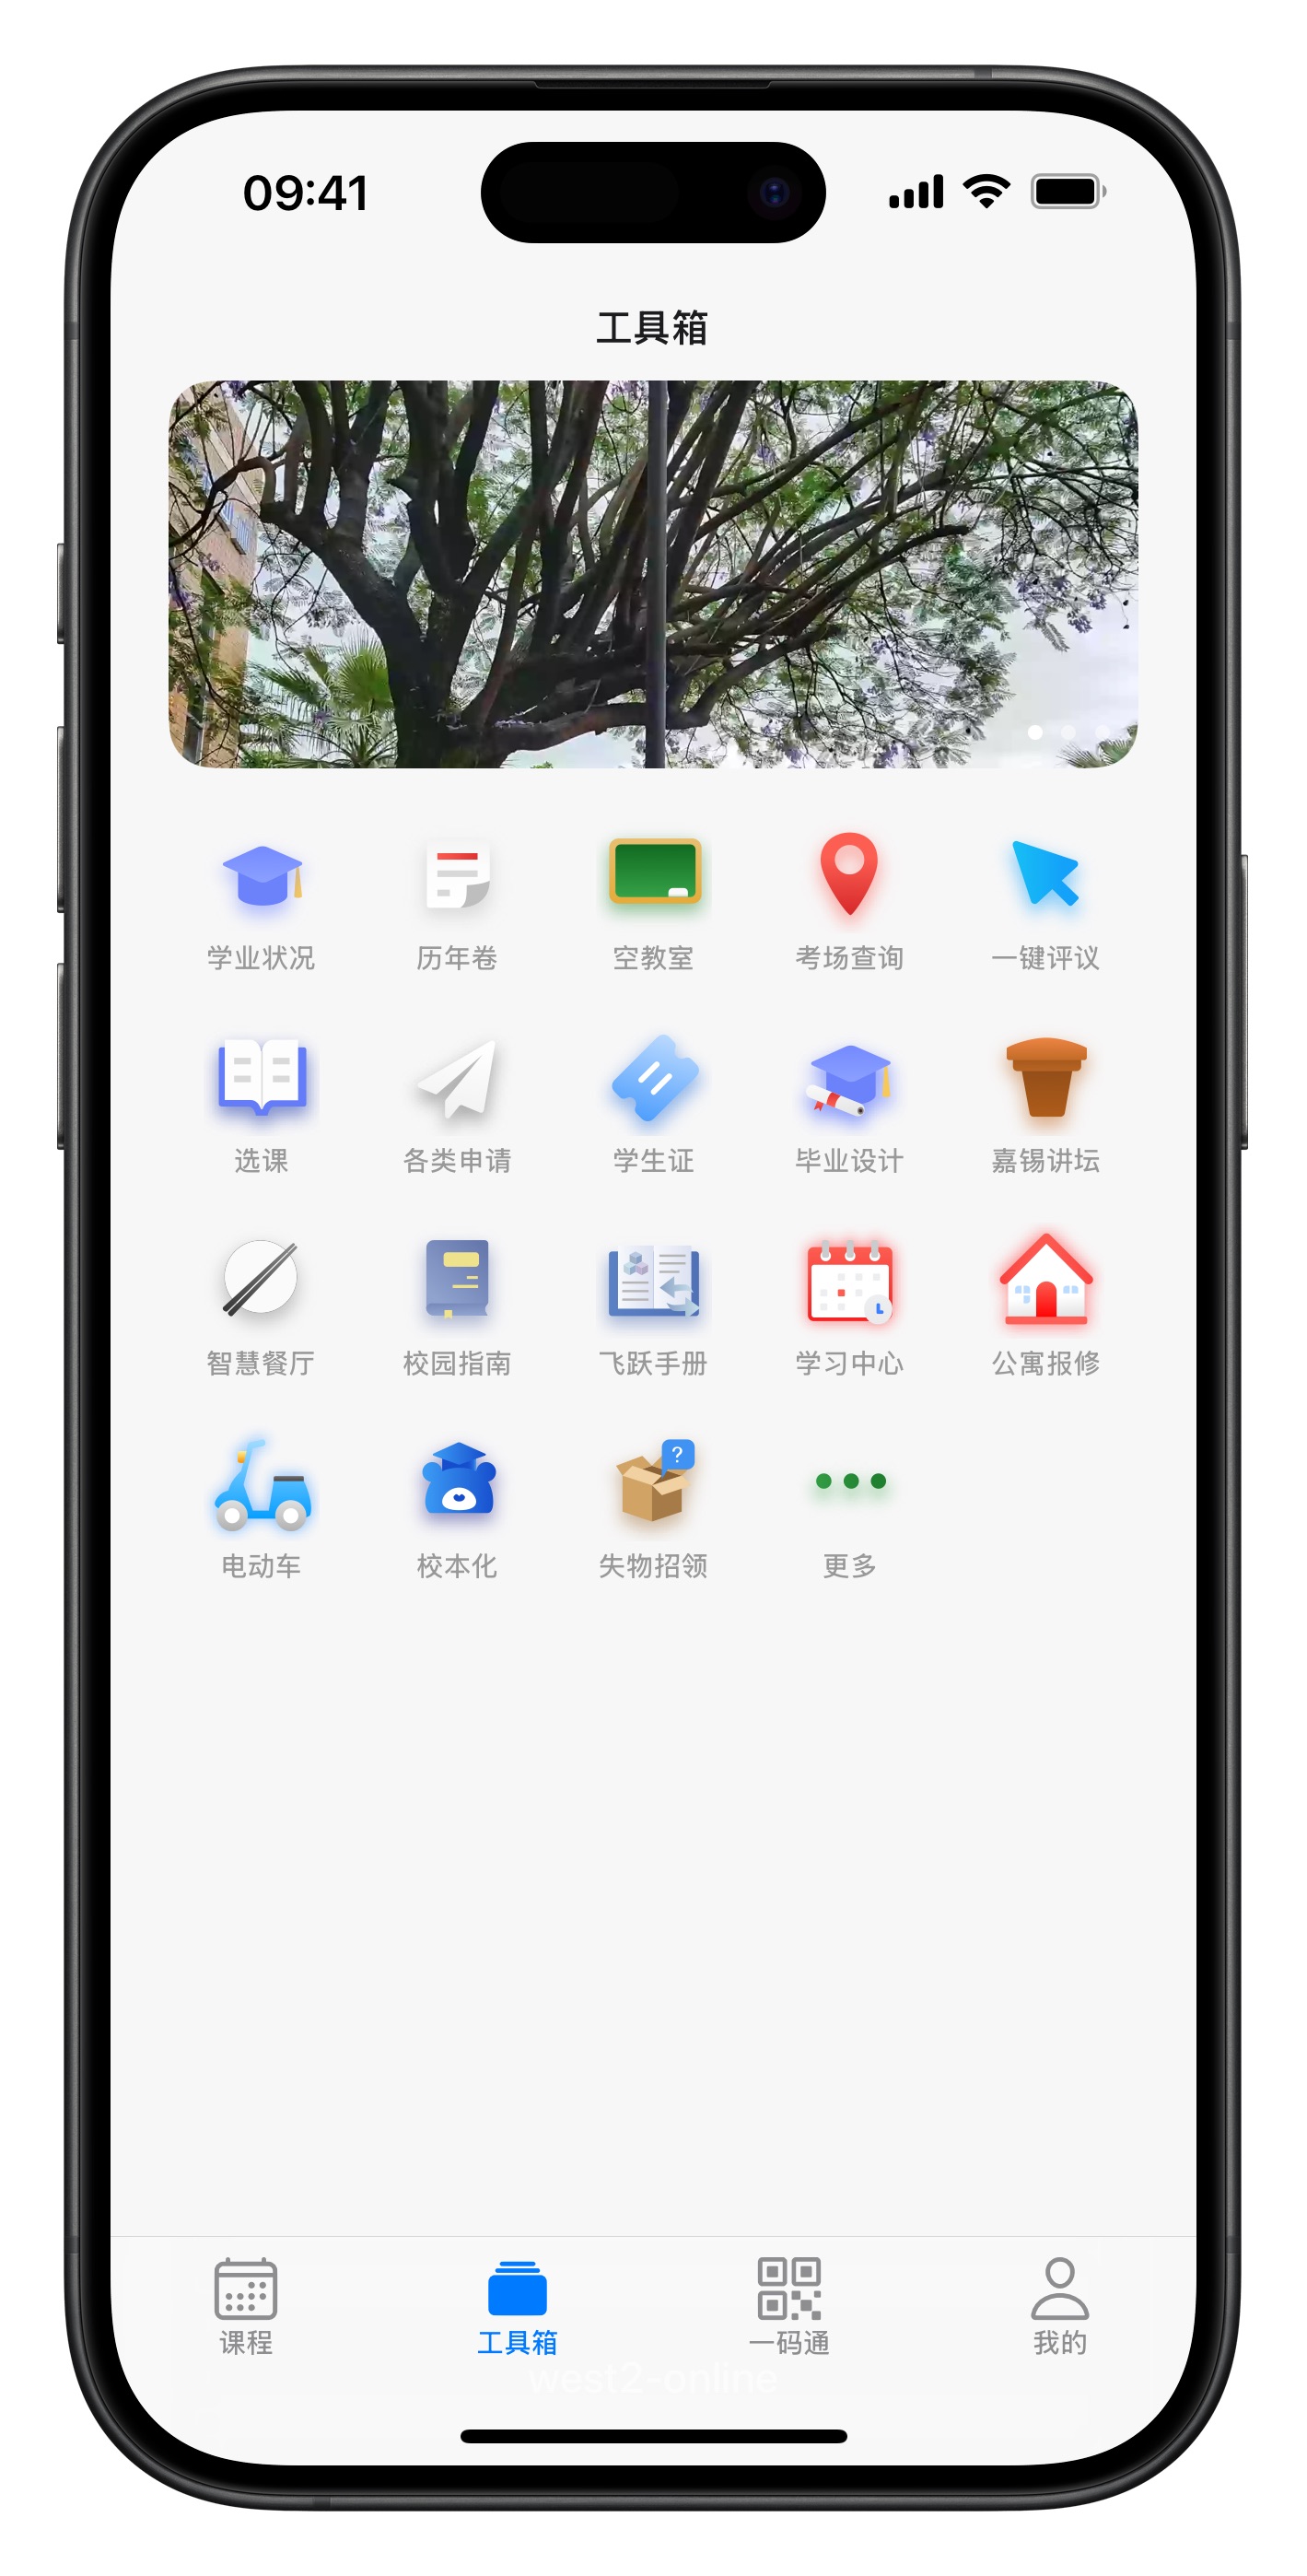 09:41
工具箱
学业状况 历年卷 空教室 考场查询 一键评议
选课 各类申请 学生证 毕业设计 嘉锡讲坛
智慧餐厅 校园指南 飞跃手册 学习中心 公寓报修
?
电动车 校本化 失物招领 更多
课程 工具箱 一码通 我的
west2-online